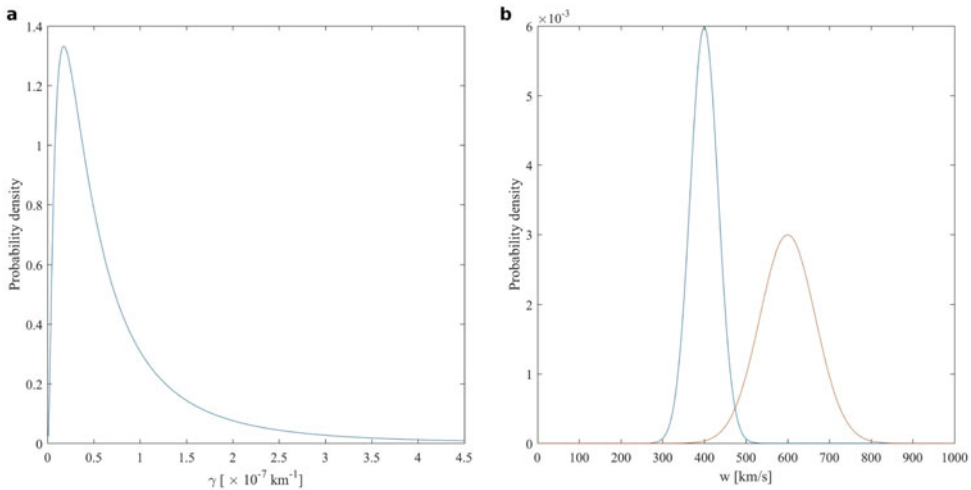 a
1.4
1.2
1
0.8
0.6
0.4
0.2
0
Probability density
0 0.5 1 1.5 2 2.5 3 3.5 4 4.5
γ [ × 10⁻⁷ km⁻¹]
b
×10⁻³
6
5
4
3
2
1
0
Probability density
0 100 200 300 400 500 600 700 800 900 1000
w [km/s]